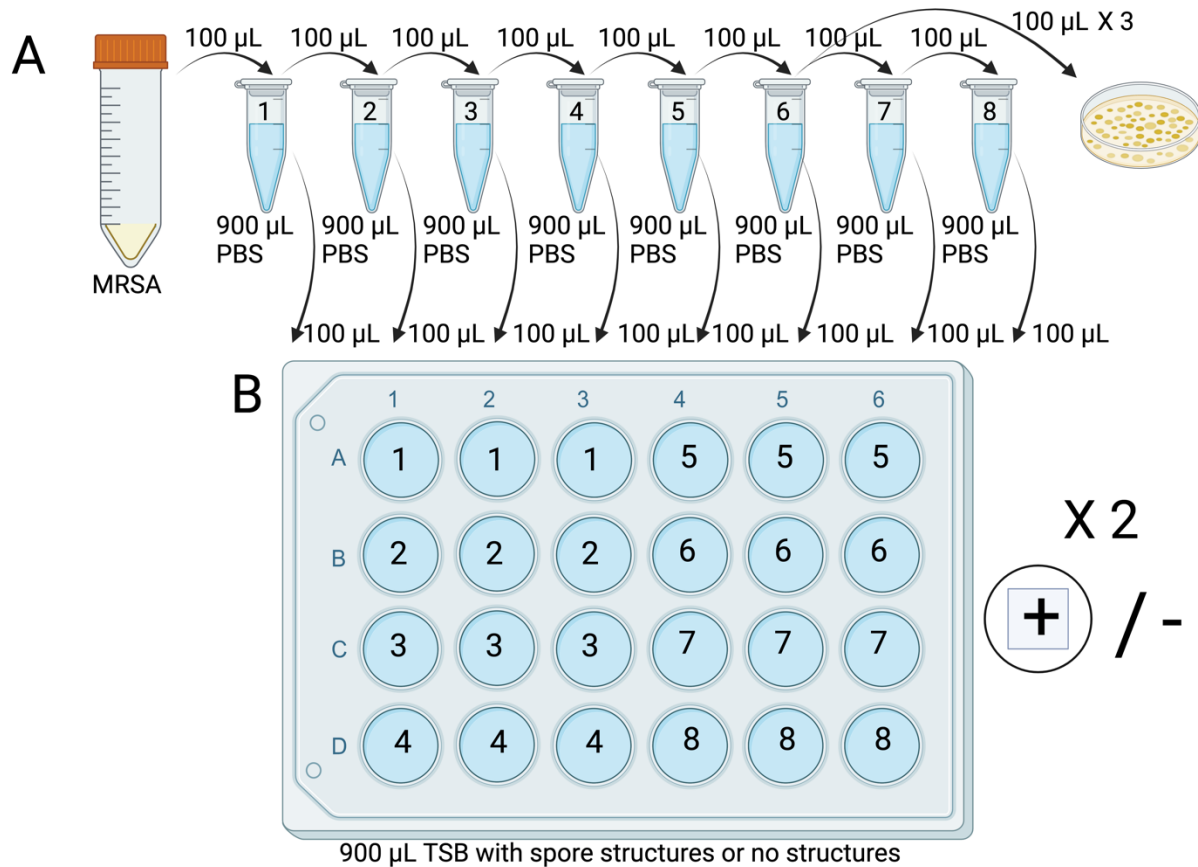 A
100 µL 100 µL 100 µL 100 µL 100 µL 100 µL 100 µL 100 µL 100 µL X 3
1 2 3 4 5 6 7 8
900 µL 900 µL 900 µL 900 µL 900 µL 900 µL 900 µL 900 µL
PBS PBS PBS PBS PBS PBS PBS PBS
MRSA
100 µL 100 µL 100 µL 100 µL 100 µL 100 µL 100 µL 100 µL
B
1 2 3 4 5 6
A 1 1 1 5 5 5
B 2 2 2 6 6 6
C 3 3 3 7 7 7
D 4 4 4 8 8 8
X 2
+ / -
900 µL TSB with spore structures or no structures